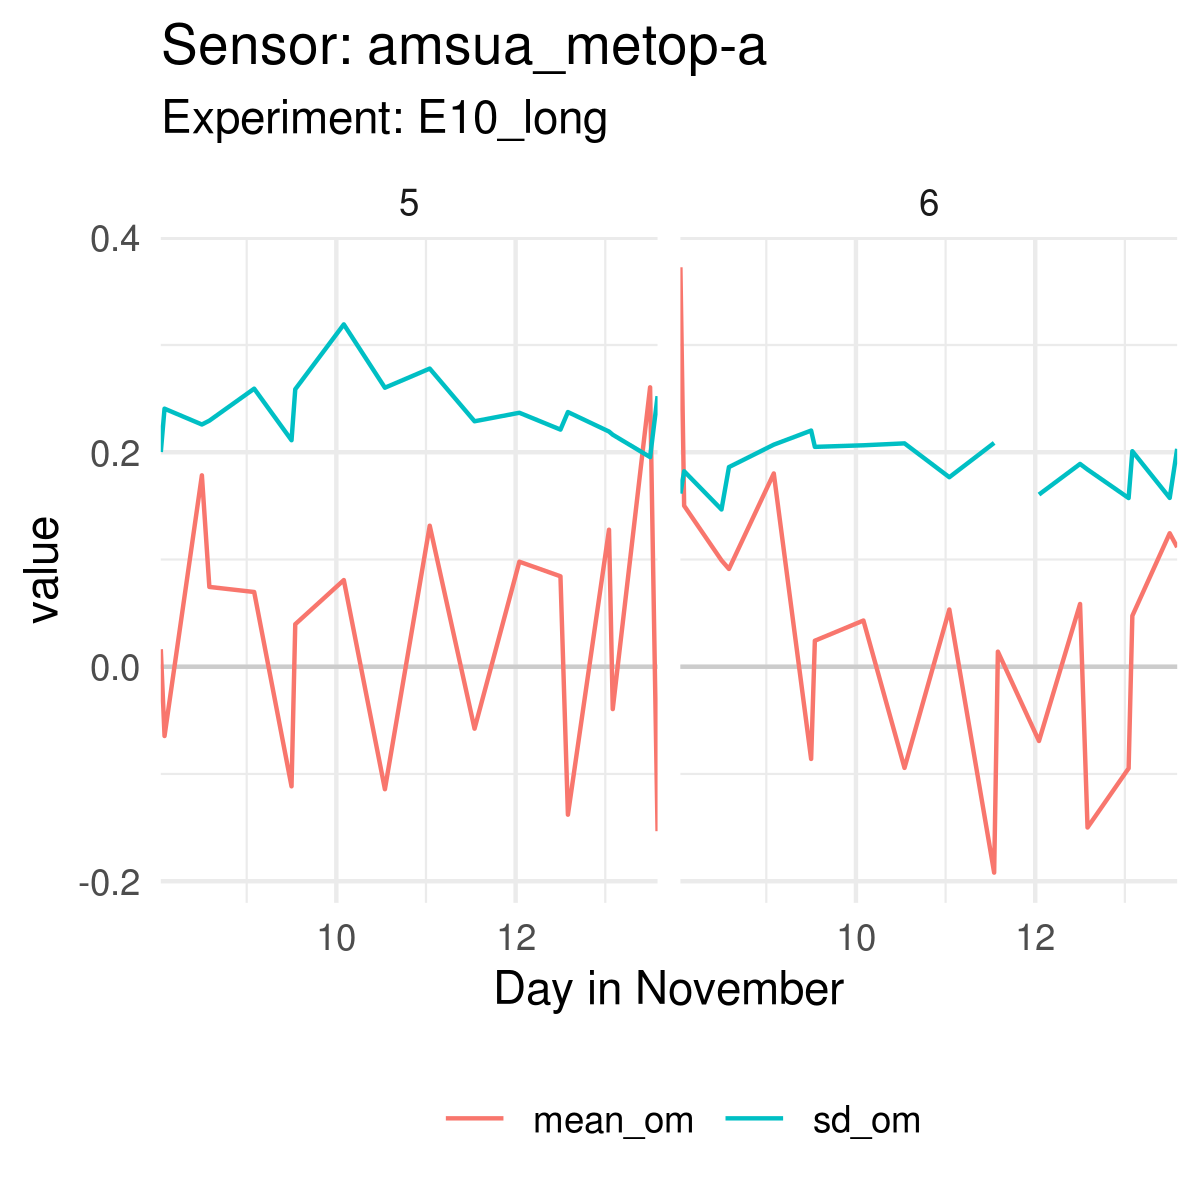 Sensor: amsua_metop-a
Experiment: E10_long
5 6
0.4
0.2
0.0
-0.2
value
10 12 10 12
Day in November
mean_om sd_om